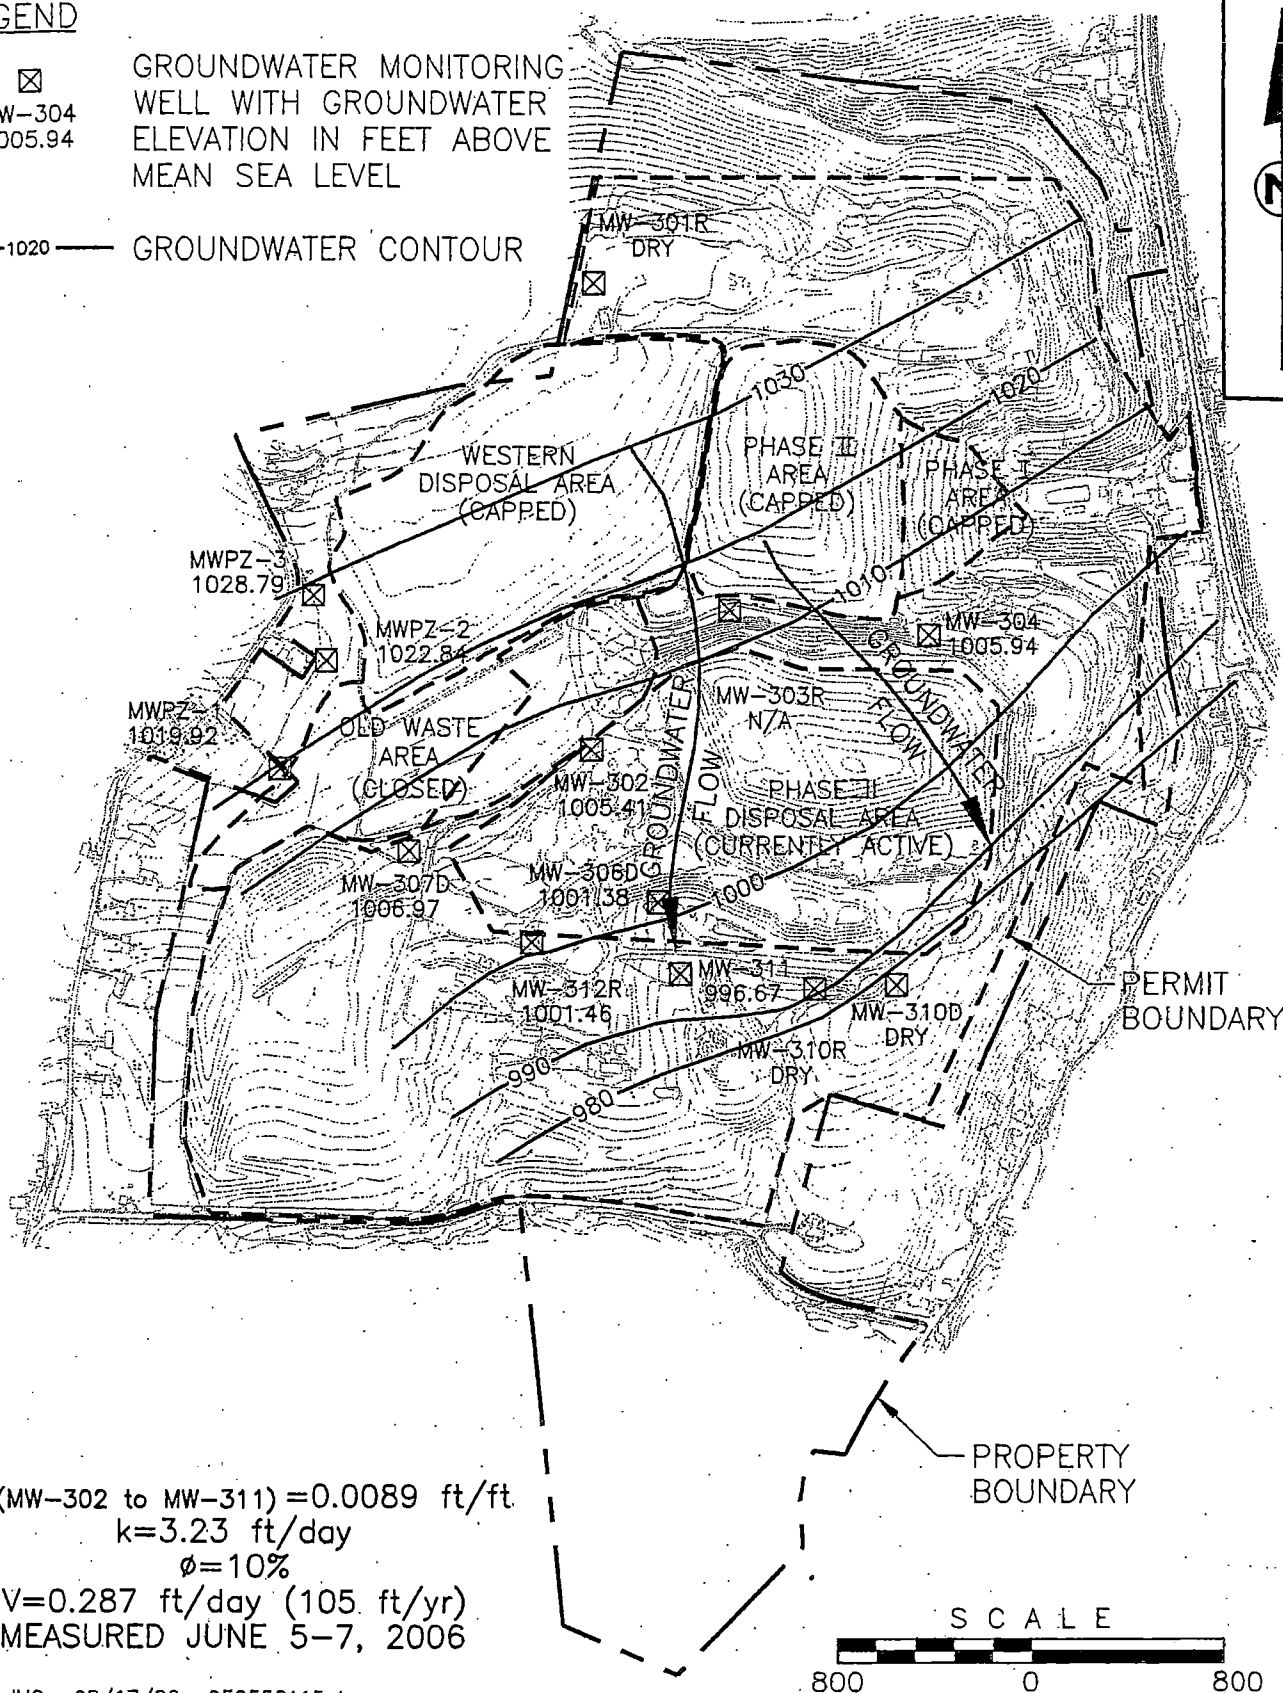 GEND
W-304
005.94
GROUNDWATER MONITORING
WELL WITH GROUNDWATER
ELEVATION IN FEET ABOVE
MEAN SEA LEVEL
1020
GROUNDWATER CONTOUR
N
MW-301R
DRY
1030
1020
WESTERN
DISPOSAL AREA
(CAPPED)
PHASE II
AREA
(CAPPED)
PHASE I
AREA
(CAPPED)
MWPZ-3
1028.79
1010
MWPZ-2
1022.84
MW-304
1005.94
MWPZ-
1019.92
OLD WASTE
AREA
(CLOSED)
MW-303R
N/A
GROUNDWATER
FLOW
GROUNDWATER
FLOW
MW-302
1005.41
PHASE III
DISPOSAL AREA
(CURRENTLY ACTIVE)
MW-307D
1006.97
MW-306D
1001.38
1000
MW-312R
1001.46
MW-311
996.67
MW-310D
DRY
PERMIT
BOUNDARY
MW-310R
DRY
990
980
PROPERTY
BOUNDARY
(MW-302 to MW-311) =0.0089 ft/ft
k=3.23 ft/day
ø=10%
V=0.287 ft/day (105 ft/yr)
MEASURED JUNE 5-7, 2006
SCALE
800 0 800